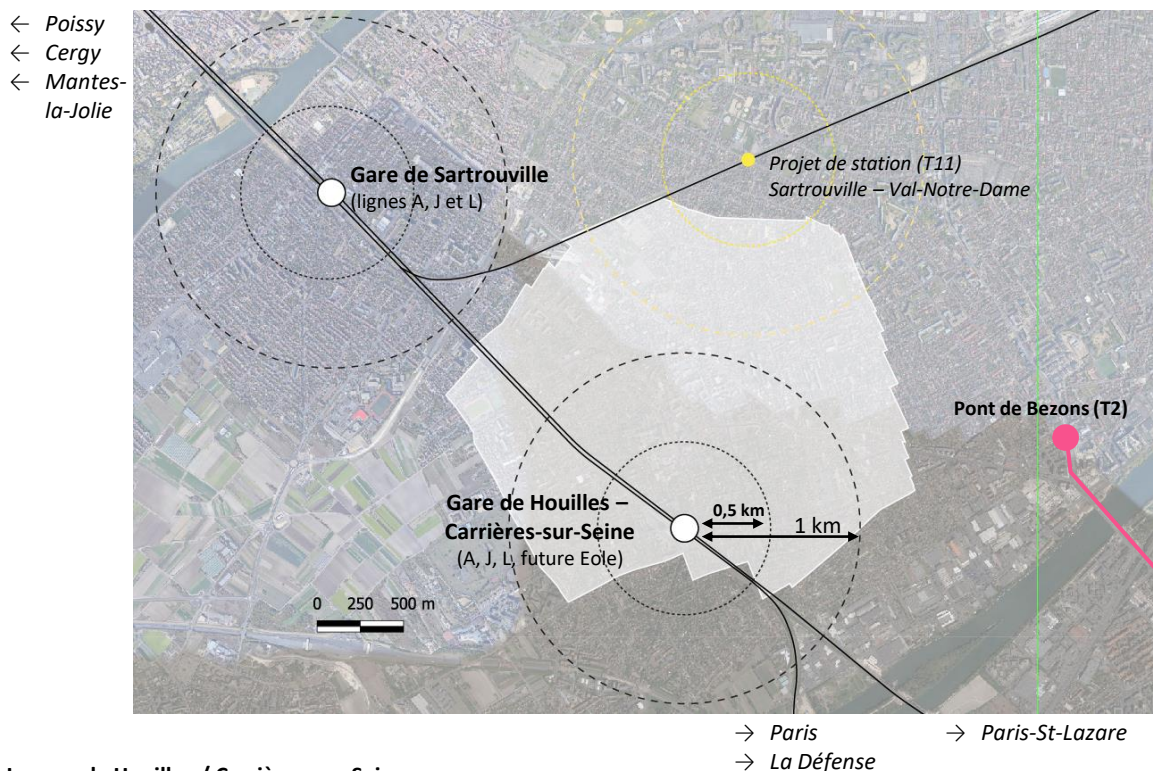 ← Poissy
← Cergy
← Mantes-
la-Jolie
Gare de Sartrouville
(lignes A, J et L)
Projet de station (T11)
Sartrouville – Val-Notre-Dame
Pont de Bezons (T2)
Gare de Houilles –
Carrières-sur-Seine
(A, J, L, future Eole)
0,5 km
1 km
0 250 500 m
→ Paris
→ La Défense
→ Paris-St-Lazare